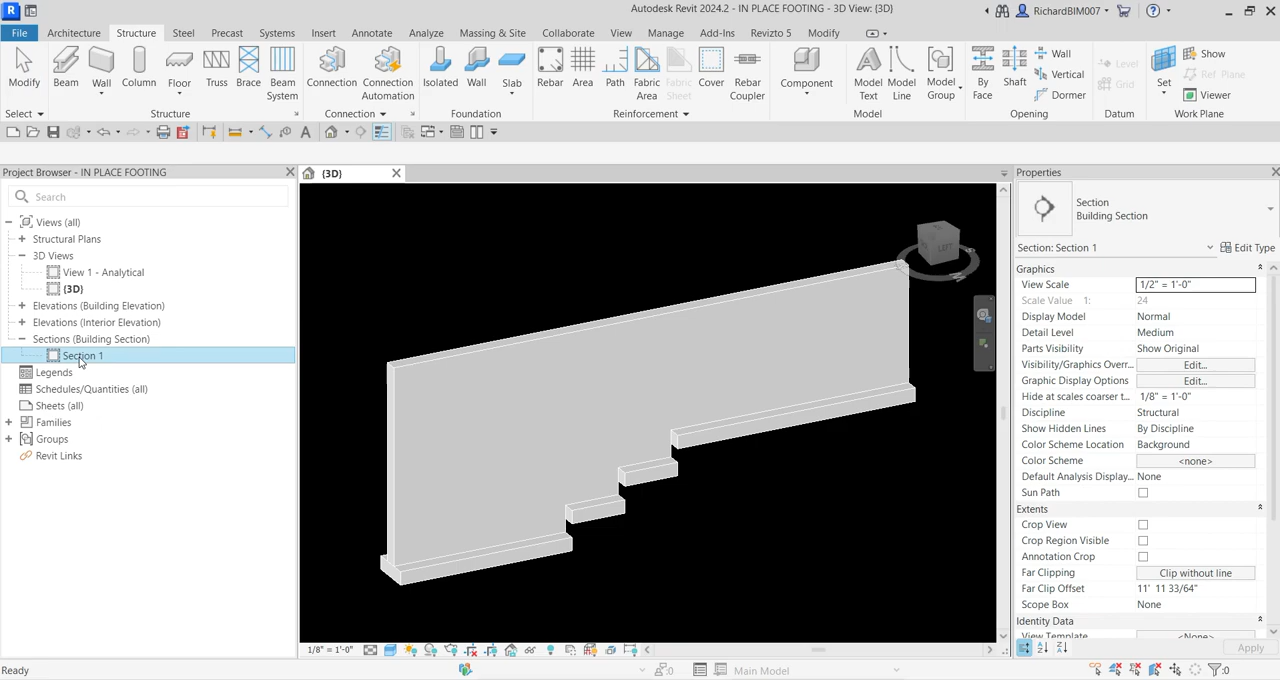 Autodesk Revit 2024.2 - IN PLACE FOOTING - 3D View: {3D}
RichardBIM007
File Architecture Structure Steel Precast Systems Insert Annotate Analyze Massing & Site Collaborate View Manage Add-Ins Revizto 5 Modify
Modify Beam Wall Column Floor Truss Brace Beam System Connection Connection Automation Isolated Wall Slab Rebar Area Path Fabric Area Fabric Sheet Cover Rebar Coupler Component Model Text Model Line Model Group By Face Shaft Wall Vertical Dormer Level Grid Set Show Ref Plane Viewer
Select Structure Connection Foundation Reinforcement Model Opening Datum Work Plane
Project Browser - IN PLACE FOOTING
Search
Views (all)
Structural Plans
3D Views
View 1 - Analytical
{3D}
Elevations (Building Elevation)
Elevations (Interior Elevation)
Sections (Building Section)
Section 1
Legends
Schedules/Quantities (all)
Sheets (all)
Families
Groups
Revit Links
{3D}
1/8" = 1'-0"
Properties
Section
Building Section
Section: Section 1 Edit Type
Graphics
View Scale 1/2" = 1'-0"
Scale Value 1: 24
Display Model Normal
Detail Level Medium
Parts Visibility Show Original
Visibility/Graphics Overr... Edit...
Graphic Display Options Edit...
Hide at scales coarser t... 1/8" = 1'-0"
Discipline Structural
Show Hidden Lines By Discipline
Color Scheme Location Background
Color Scheme <none>
Default Analysis Display... None
Sun Path
Extents
Crop View
Crop Region Visible
Annotation Crop
Far Clipping Clip without line
Far Clip Offset 11' 11 33/64"
Scope Box None
Identity Data
View Template <None>
Apply
Ready
:0
Main Model
:0